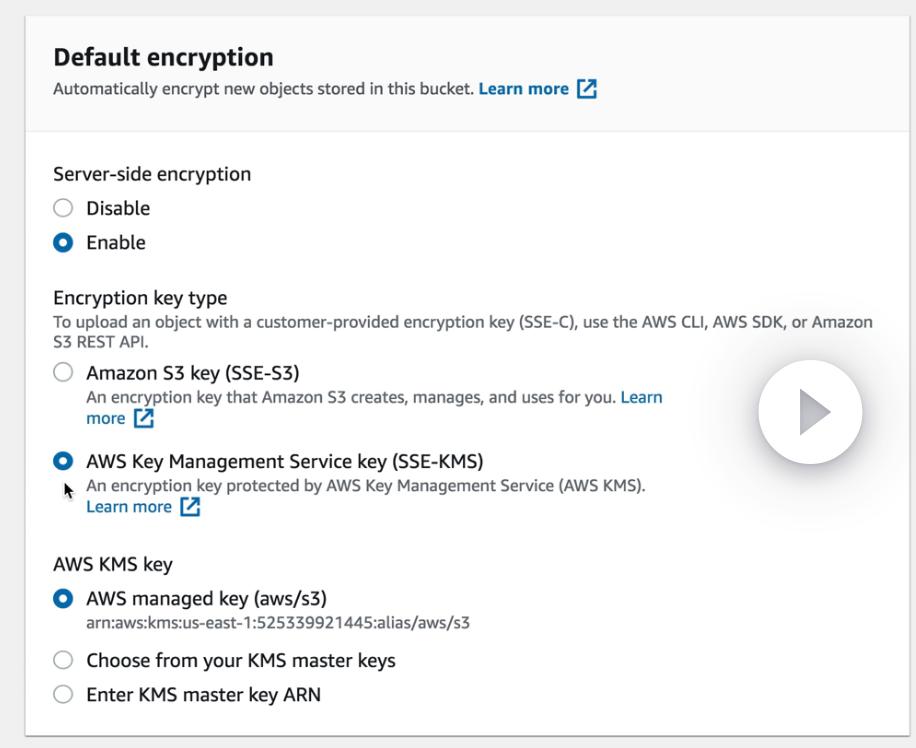 Default encryption
Automatically encrypt new objects stored in this bucket. Learn more
Server-side encryption
Disable
Enable
Encryption key type
To upload an object with a customer-provided encryption key (SSE-C), use the AWS CLI, AWS SDK, or Amazon
S3 REST API.
Amazon S3 key (SSE-S3)
An encryption key that Amazon S3 creates, manages, and uses for you. Learn
more
AWS Key Management Service key (SSE-KMS)
An encryption key protected by AWS Key Management Service (AWS KMS).
Learn more
AWS KMS key
AWS managed key (aws/s3)
arn:aws:kms:us-east-1:525339921445:alias/aws/s3
Choose from your KMS master keys
Enter KMS master key ARN